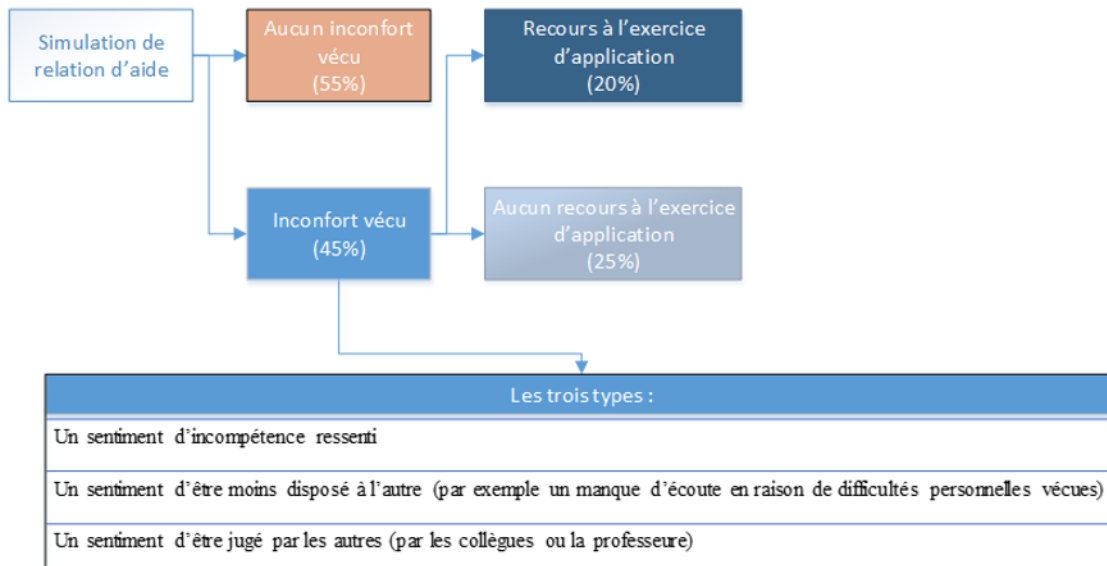 Simulation de
relation d'aide
Aucun inconfort
vécu
(55%)
Recours à l'exercice
d'application
(20%)
Inconfort vécu
(45%)
Aucun recours à l'exercice
d'application
(25%)
Les trois types :
Un sentiment d'incompétence ressenti
Un sentiment d'être moins disposé à l'autre (par exemple un manque d'écoute en raison de difficultés personnelles vécues)
Un sentiment d'être jugé par les autres (par les collègues ou la professeure)